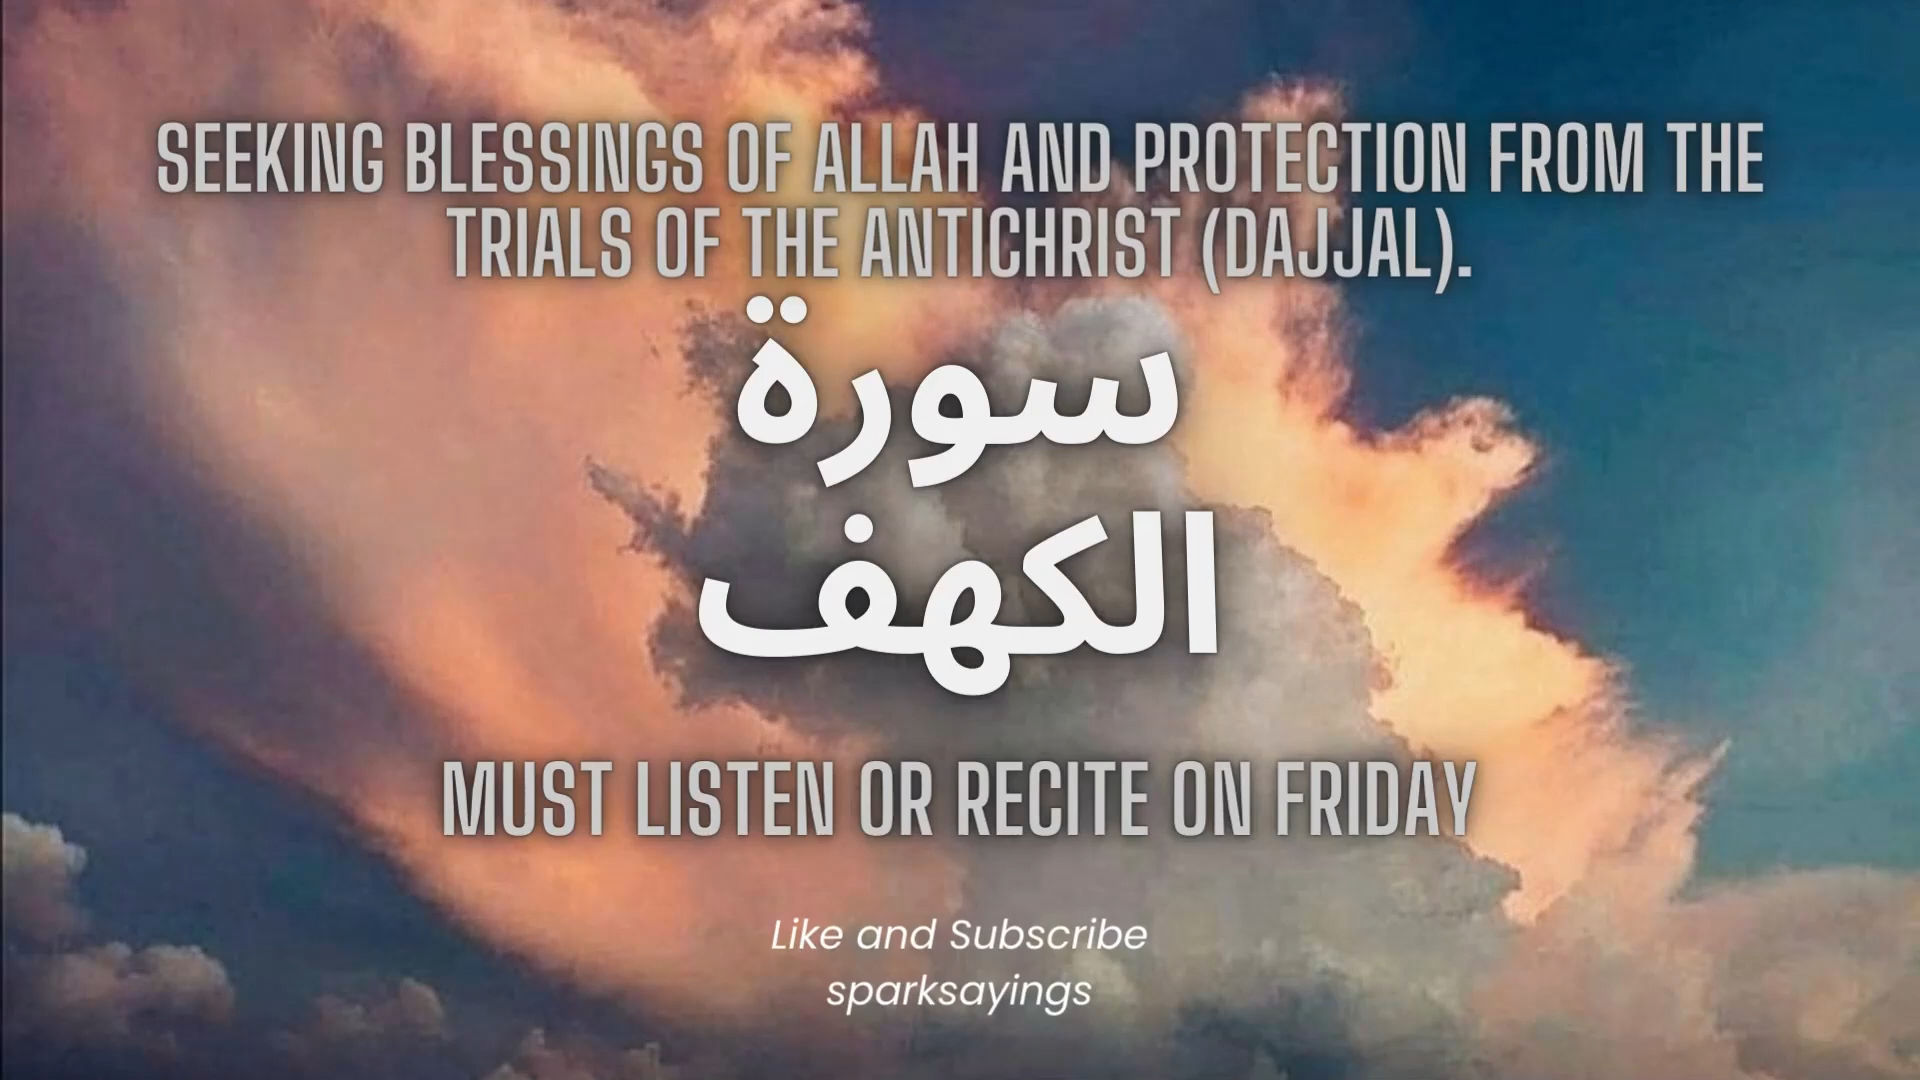 SEEKING BLESSINGS OF ALLAH AND PROTECTION FROM THE
TRIALS OF THE ANTICHRIST (DAJJAL).
سورة
الكهف
MUST LISTEN OR RECITE ON FRIDAY
Like and Subscribe
sparksayings